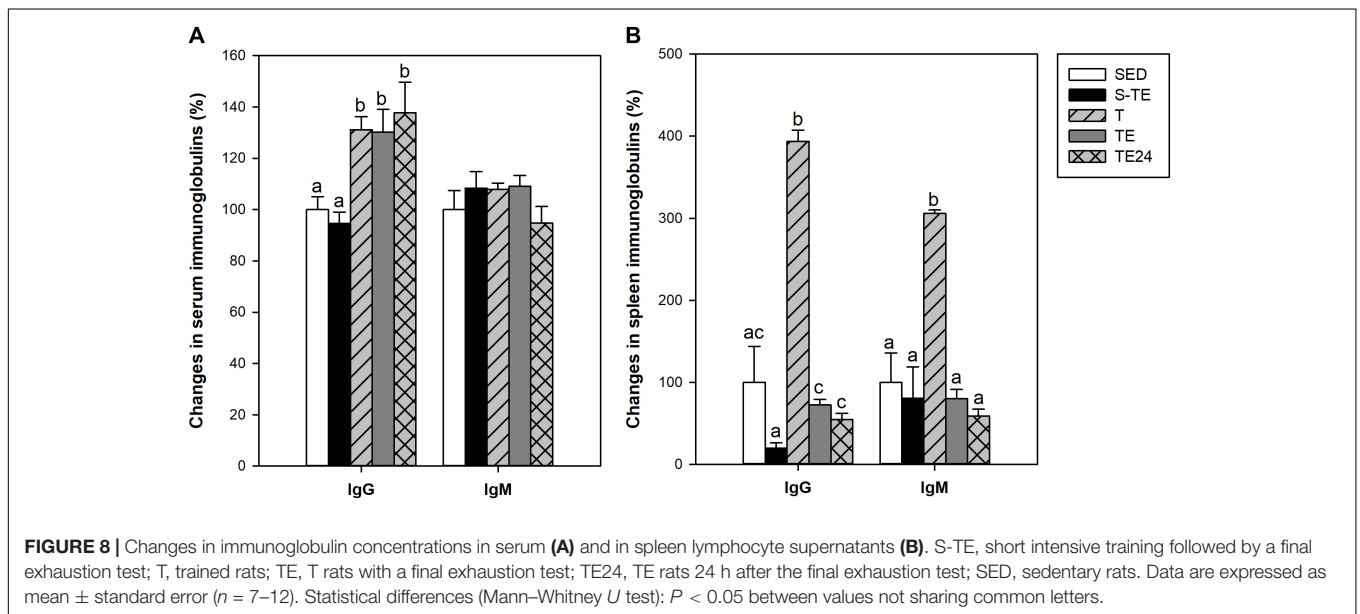 A
Changes in serum immunoglobulins (%)
160
140
120
100
80
60
40
20
0
a
a
b
b
b
IgG
IgM
B
Changes in spleen immunoglobulins (%)
500
400
300
200
100
0
ac
a
b
c
c
a
a
b
a
a
IgG
IgM
SED
S-TE
T
TE
TE24
FIGURE 8 | Changes in immunoglobulin concentrations in serum (A) and in spleen lymphocyte supernatants (B). S-TE, short intensive training followed by a final
exhaustion test; T, trained rats; TE, T rats with a final exhaustion test; TE24, TE rats 24 h after the final exhaustion test; SED, sedentary rats. Data are expressed as
mean ± standard error (n = 7–12). Statistical differences (Mann–Whitney U test): P < 0.05 between values not sharing common letters.